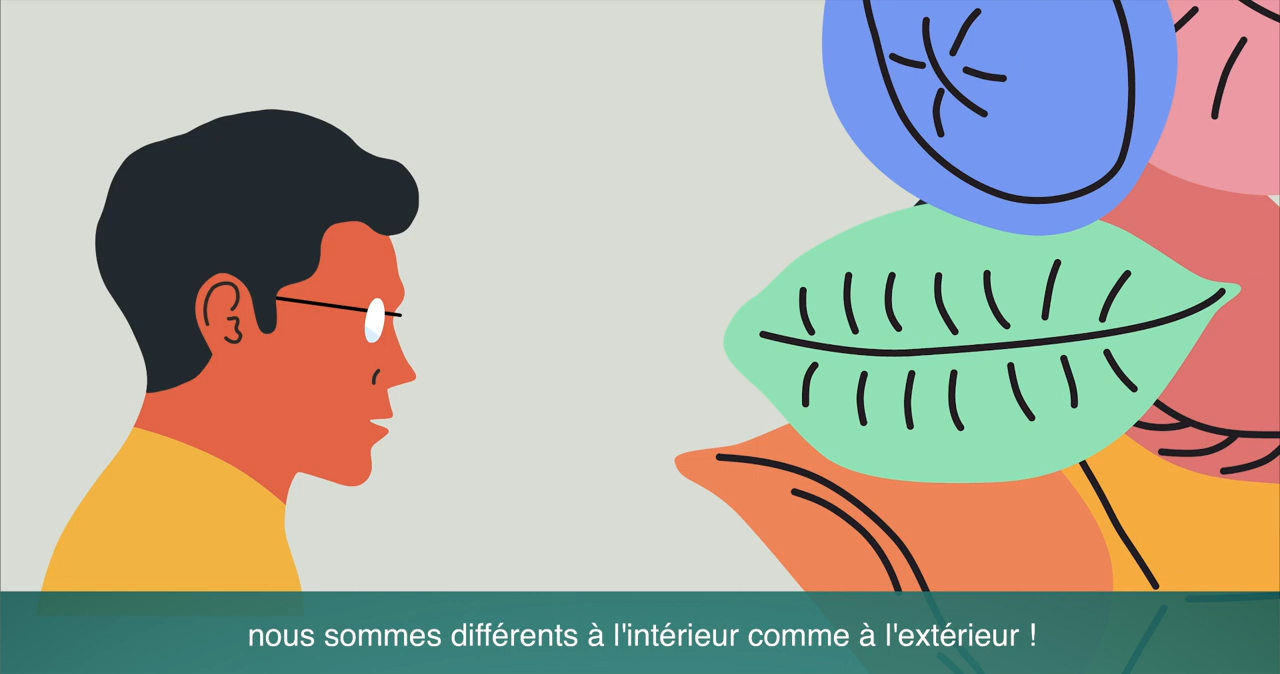 nous sommes différents à l'intérieur comme à l'extérieur !